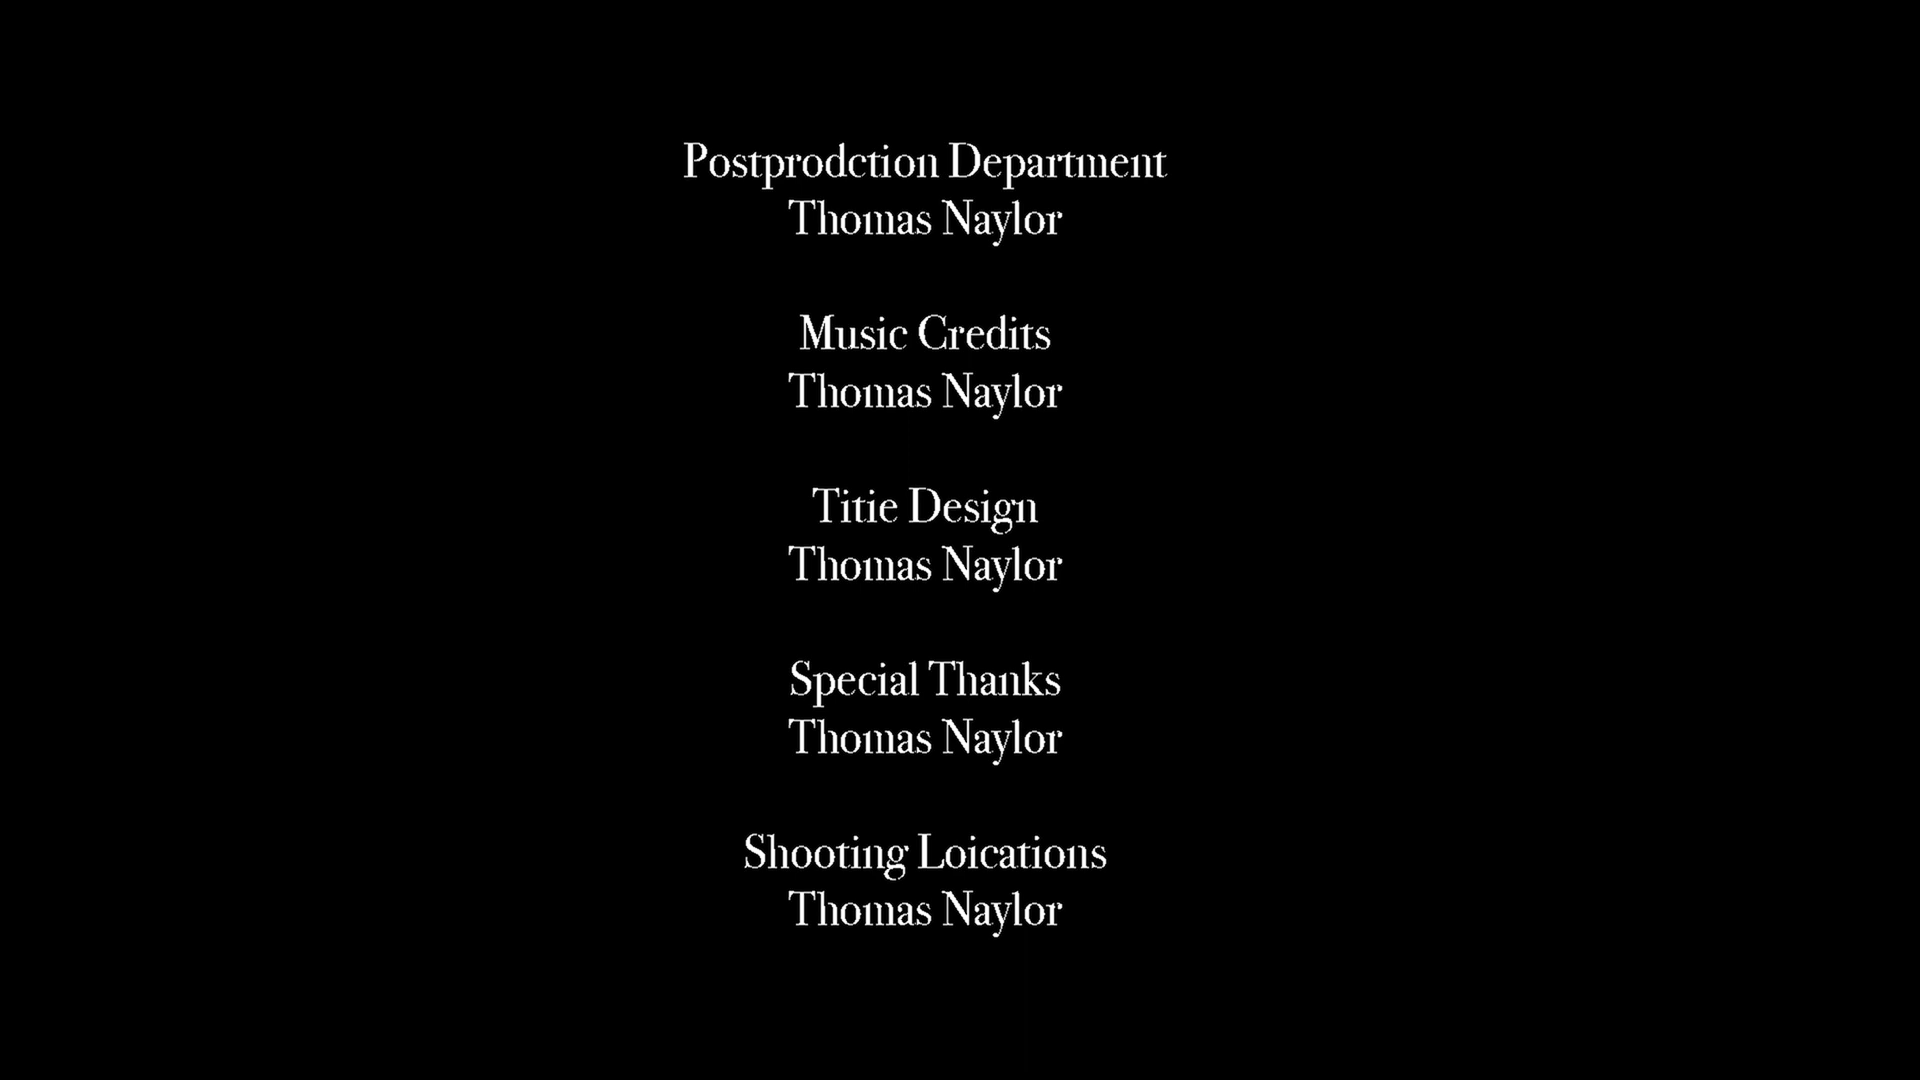 Postprodction Department
Thomas Naylor
Music Credits
Thomas Naylor
Titie Design
Thomas Naylor
Special Thanks
Thomas Naylor
Shooting Loications
Thomas Naylor